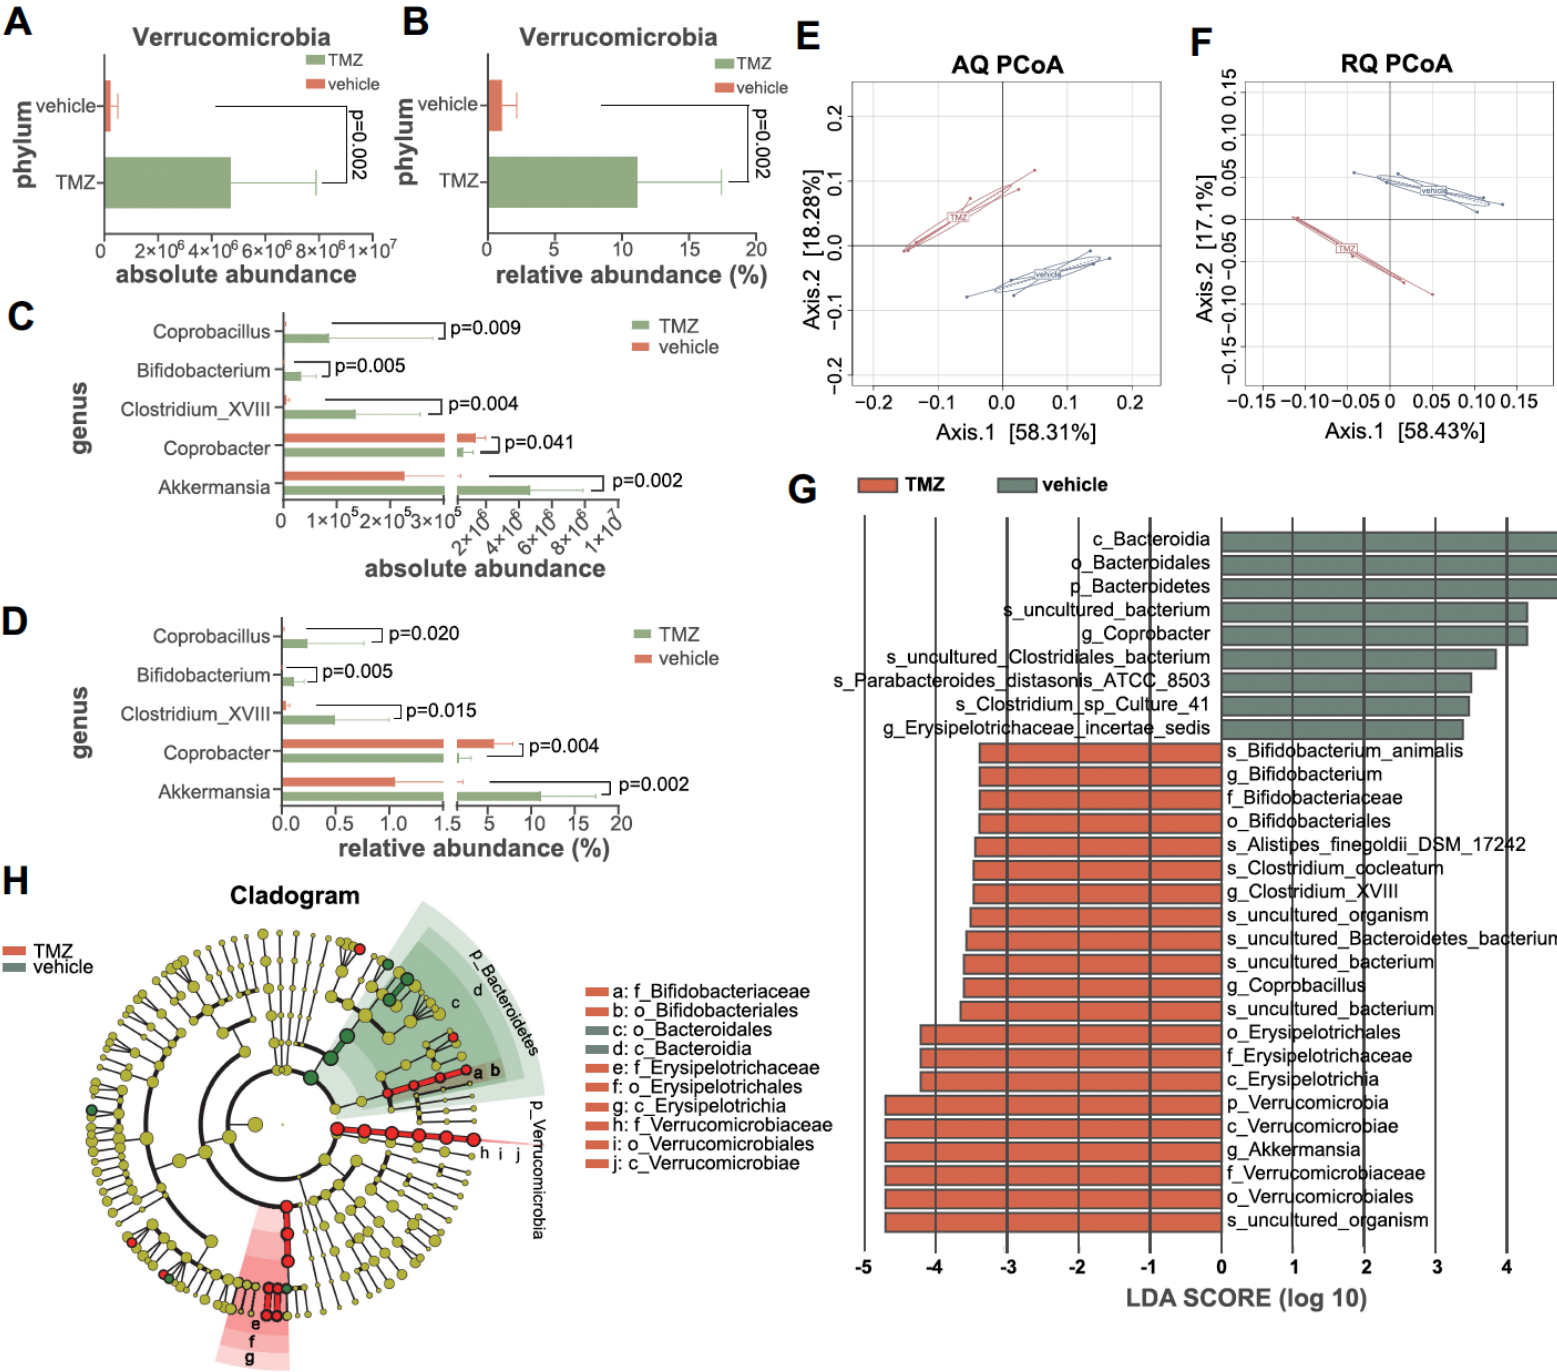 A
Verrucomicrobia
TMZ
vehicle
phylum
vehicle
TMZ
p=0.002
0 2×10⁶ 4×10⁶ 6×10⁶ 8×10⁶ 1×10⁷
absolute abundance
B
Verrucomicrobia
TMZ
vehicle
phylum
vehicle
TMZ
p=0.002
0 5 10 15 20
relative abundance (%)
C
genus
Coprobacillus
Bifidobacterium
Clostridium_XVIII
Coprobacter
Akkermansia
p=0.009
p=0.005
p=0.004
p=0.041
p=0.002
TMZ
vehicle
0 1×10⁵ 2×10⁵ 3×10⁵ 2×10⁶ 4×10⁶ 6×10⁶ 8×10⁶ 1×10⁷
absolute abundance
D
genus
Coprobacillus
Bifidobacterium
Clostridium_XVIII
Coprobacter
Akkermansia
p=0.020
p=0.005
p=0.015
p=0.004
p=0.002
TMZ
vehicle
0.0 0.5 1.0 1.5 5 10 15 20
relative abundance (%)
E
AQ PCoA
Axis.2 [18.28%]
0.2
0.1
0.0
−0.1
−0.2
TMZ
vehicle
−0.2 −0.1 0.0 0.1 0.2
Axis.1 [58.31%]
F
RQ PCoA
Axis.2 [17.1%]
0.15
0.10
0.05
0
−0.05
−0.10
−0.15
vehicle
TMZ
−0.15 −0.10 −0.05 0 0.05 0.10 0.15
Axis.1 [58.43%]
G
TMZ
vehicle
c_Bacteroidia
o_Bacteroidales
p_Bacteroidetes
s_uncultured_bacterium
g_Coprobacter
s_uncultured_Clostridiales_bacterium
s_Parabacteroides_distasonis_ATCC_8503
s_Clostridium_sp_Culture_41
g_Erysipelotrichaceae_incertae_sedis
s_Bifidobacterium_animalis
g_Bifidobacterium
f_Bifidobacteriaceae
o_Bifidobacteriales
s_Alistipes_finegoldii_DSM_17242
s_Clostridium_cocleatum
g_Clostridium_XVIII
s_uncultured_organism
s_uncultured_Bacteroidetes_bacterium
s_uncultured_bacterium
g_Coprobacillus
s_uncultured_bacterium
o_Erysipelotrichales
f_Erysipelotrichaceae
c_Erysipelotrichia
p_Verrucomicrobia
c_Verrucomicrobiae
g_Akkermansia
f_Verrucomicrobiaceae
o_Verrucomicrobiales
s_uncultured_organism
-5 -4 -3 -2 -1 0 1 2 3 4
LDA SCORE (log 10)
H
Cladogram
TMZ
vehicle
p_Bacteroidetes
d
c
a b
p_Verrucomicrobia
h i j
e
f
g
a: f_Bifidobacteriaceae
b: o_Bifidobacteriales
c: o_Bacteroidales
d: c_Bacteroidia
e: f_Erysipelotrichaceae
f: o_Erysipelotrichales
g: c_Erysipelotrichia
h: f_Verrucomicrobiaceae
i: o_Verrucomicrobiales
j: c_Verrucomicrobiae